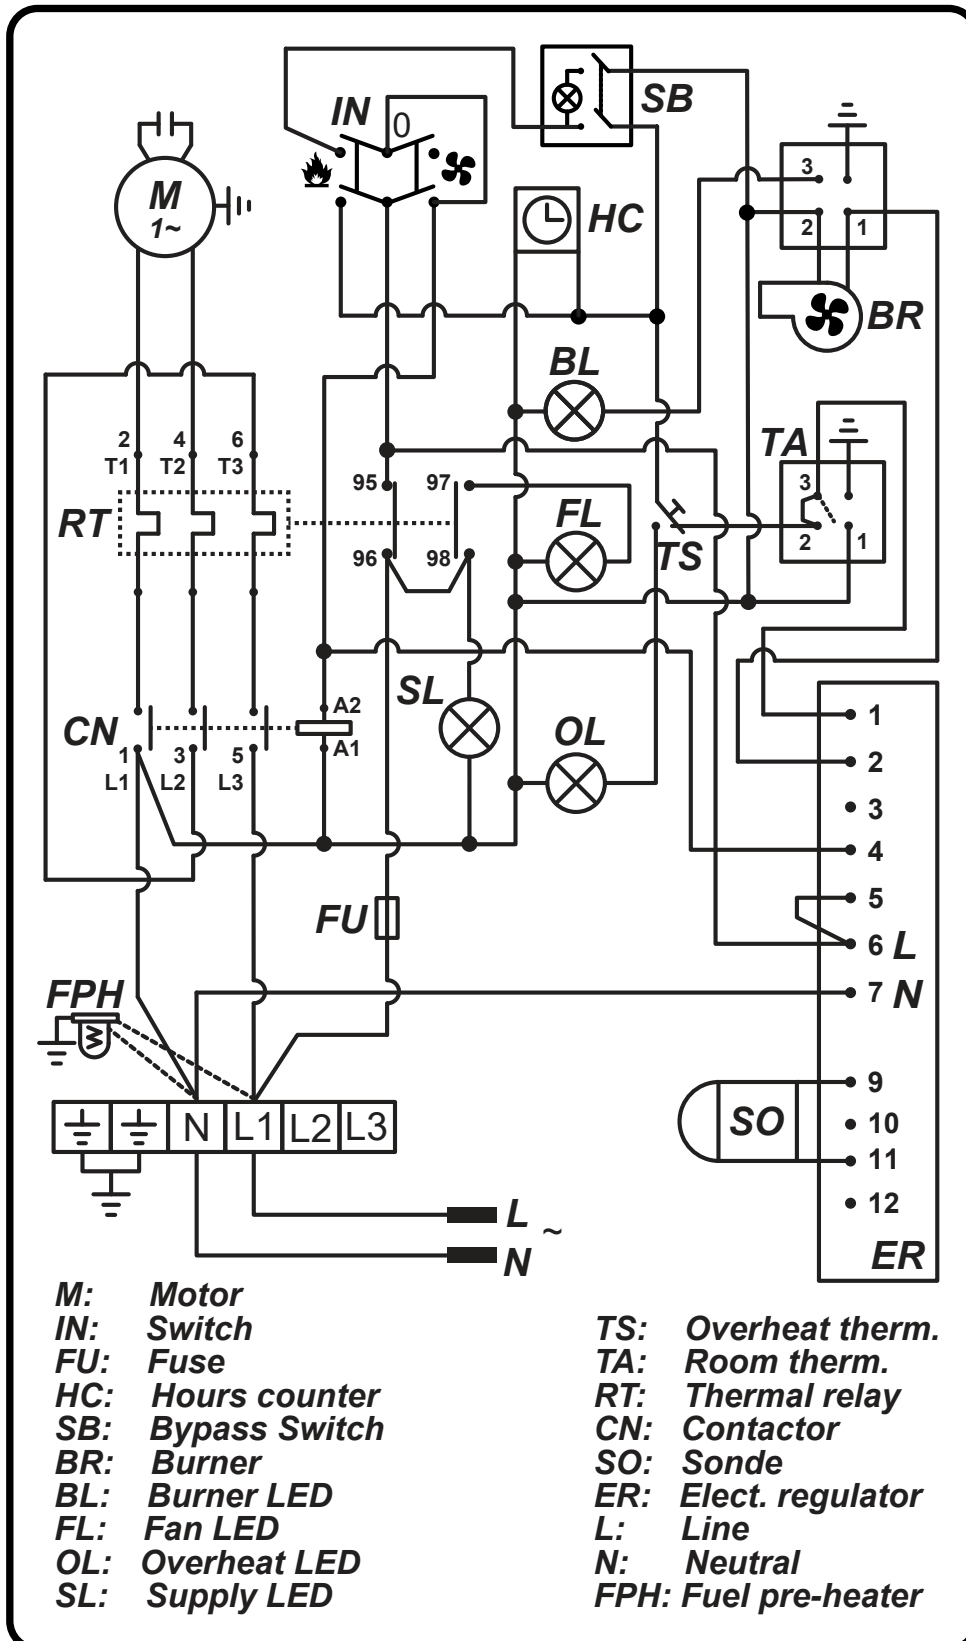 IN
0
SB
M
1~
HC
3
2
1
BR
BL
2
4
6
T1
T2
T3
TA
RT
95
97
FL
3
96
98
TS
2
1
SL
A2
CN
1
3
5
A1
OL
L1
L2
L3
1
2
3
4
5
6 L
7 N
FU
FPH
9
SO
10
11
12
N
L1
L2
L3
L
~
N
ER
M: Motor
IN: Switch
FU: Fuse
HC: Hours counter
SB: Bypass Switch
BR: Burner
BL: Burner LED
FL: Fan LED
OL: Overheat LED
SL: Supply LED
TS: Overheat therm.
TA: Room therm.
RT: Thermal relay
CN: Contactor
SO: Sonde
ER: Elect. regulator
L: Line
N: Neutral
FPH: Fuel pre-heater